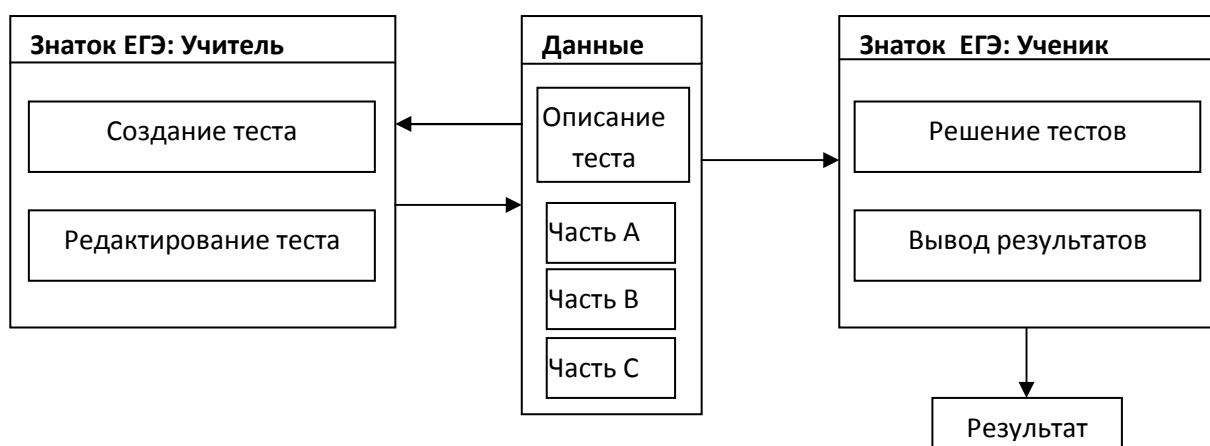 Знаток ЕГЭ: Учитель
Создание теста
Редактирование теста
Данные
Описание
теста
Часть А
Часть В
Часть С
Знаток ЕГЭ: Ученик
Решение тестов
Вывод результатов
Результат